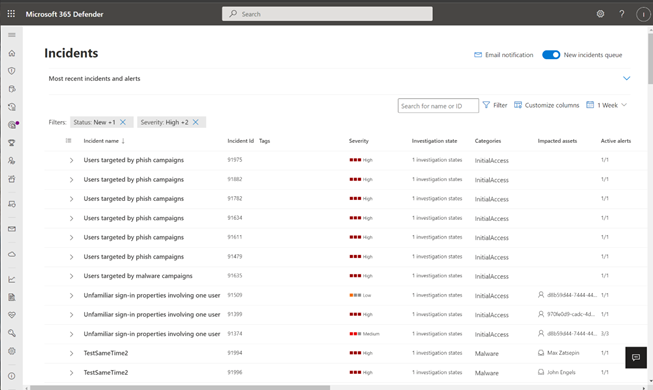 Microsoft 365 Defender Search ?
Incidents
Email notification New incidents queue
Most recent incidents and alerts
Search for name or ID Filter Customize columns 1 Week
Filters: Status: New +1 Severity: High +2
Incident name ↓ Incident Id Tags Severity Investigation state Categories Impacted assets Active alerts
Users targeted by phish campaigns 91975 High 1 investigation states InitialAccess 1/1
Users targeted by phish campaigns 91882 High 1 investigation states InitialAccess 1/1
Users targeted by phish campaigns 91782 High 1 investigation states InitialAccess 1/1
Users targeted by phish campaigns 91634 High 1 investigation states InitialAccess 1/1
Users targeted by phish campaigns 91611 High 1 investigation states InitialAccess 1/1
Users targeted by phish campaigns 91479 High 1 investigation states InitialAccess 1/1
Users targeted by malware campaigns 91635 High 1 investigation states InitialAccess 1/1
Unfamiliar sign-in properties involving one user 91509 Low 1 investigation states InitialAccess d8b59d44-7444-44... 1/1
Unfamiliar sign-in properties involving one user 91399 High 1 investigation states InitialAccess 970fe0d9-cadc-4d... 1/1
Unfamiliar sign-in properties involving one user 91374 Medium 1 investigation states InitialAccess d8b59d44-7444-44... 3/3
TestSameTime2 91994 High 1 investigation states Malware Max Zatsepin 1/1
TestSameTime2 91996 High 1 investigation states Malware John Engels 1/1